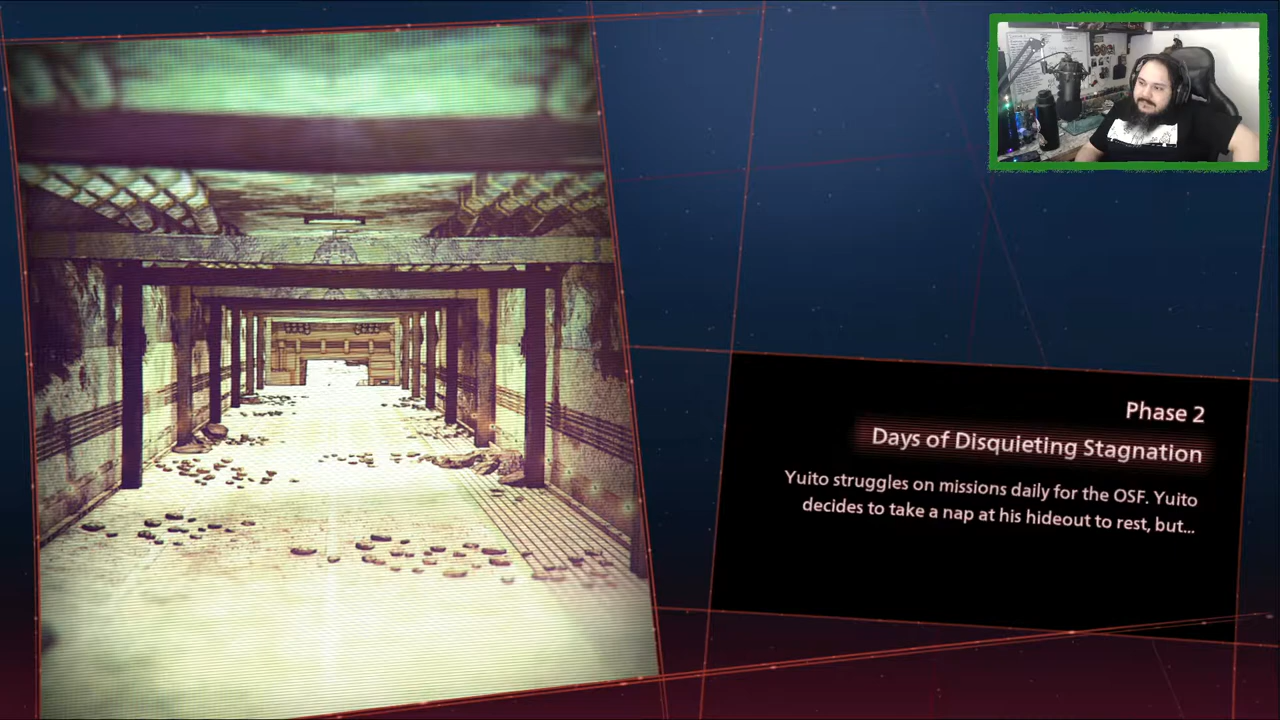 Phase 2
Days of Disquieting Stagnation
Yuito struggles on missions daily for the OSF. Yuito
decides to take a nap at his hideout to rest, but...